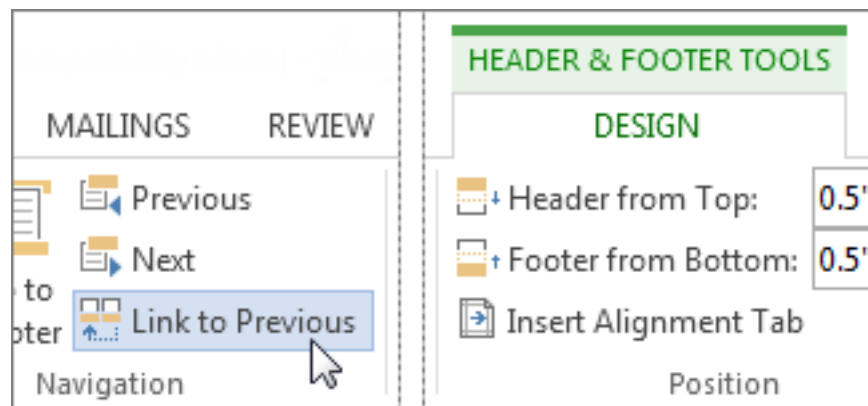 HEADER & FOOTER TOOLS
MAILINGS REVIEW DESIGN
Previous Header from Top: 0.5"
Next Footer from Bottom: 0.5"
to
Link to Previous Insert Alignment Tab
Navigation Position